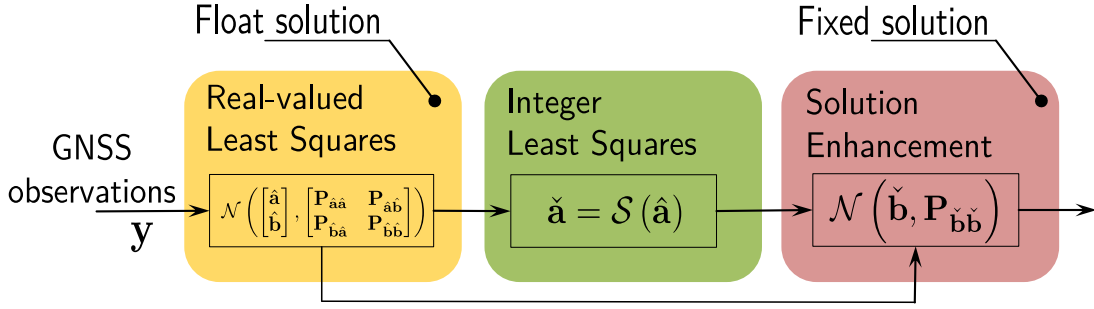 Float solution
Fixed solution
Real-valued
Least Squares
Integer
Least Squares
Solution
Enhancement
GNSS
observations
y
𝒩([â b̂], [P_ââ P_âb̂ P_b̂â P_b̂b̂])
ǎ = 𝒮(â)
𝒩(b̌, P_b̌b̌)